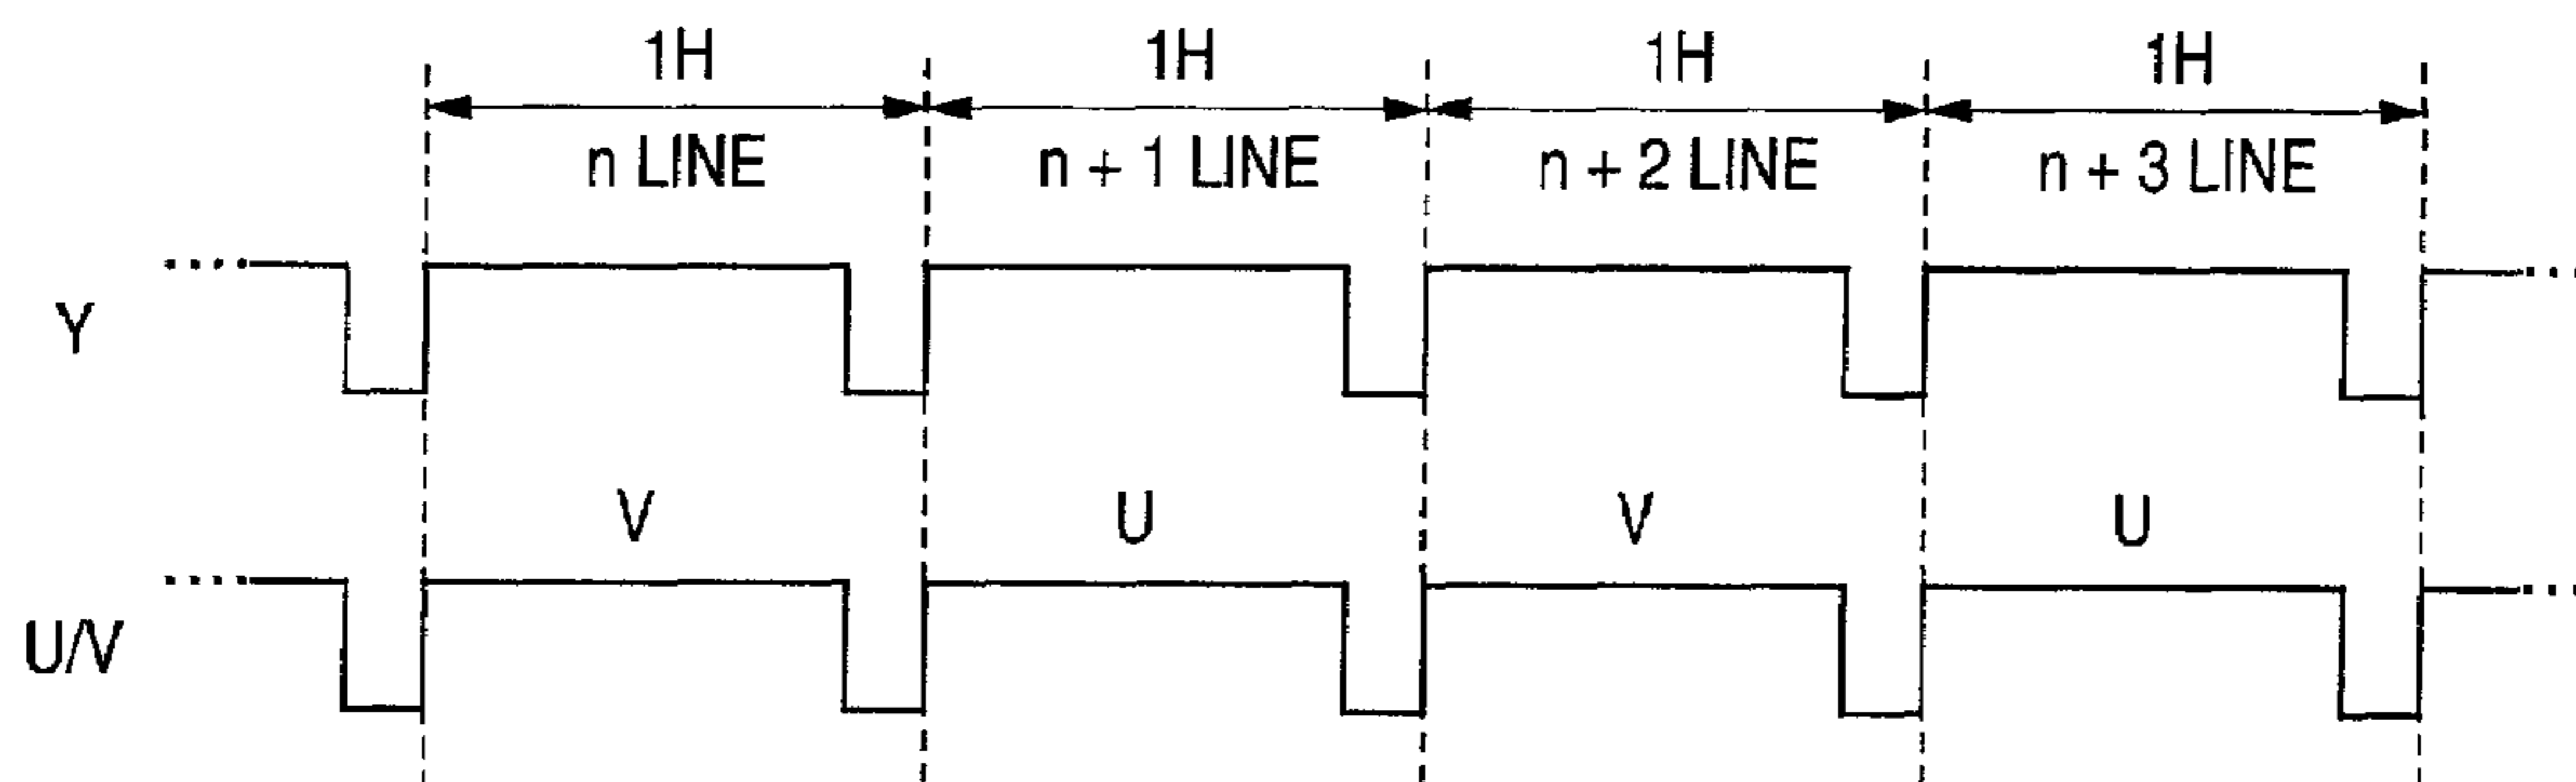 1H 1H 1H 1H
n LINE n + 1 LINE n + 2 LINE n + 3 LINE
Y
V U V U
U/V